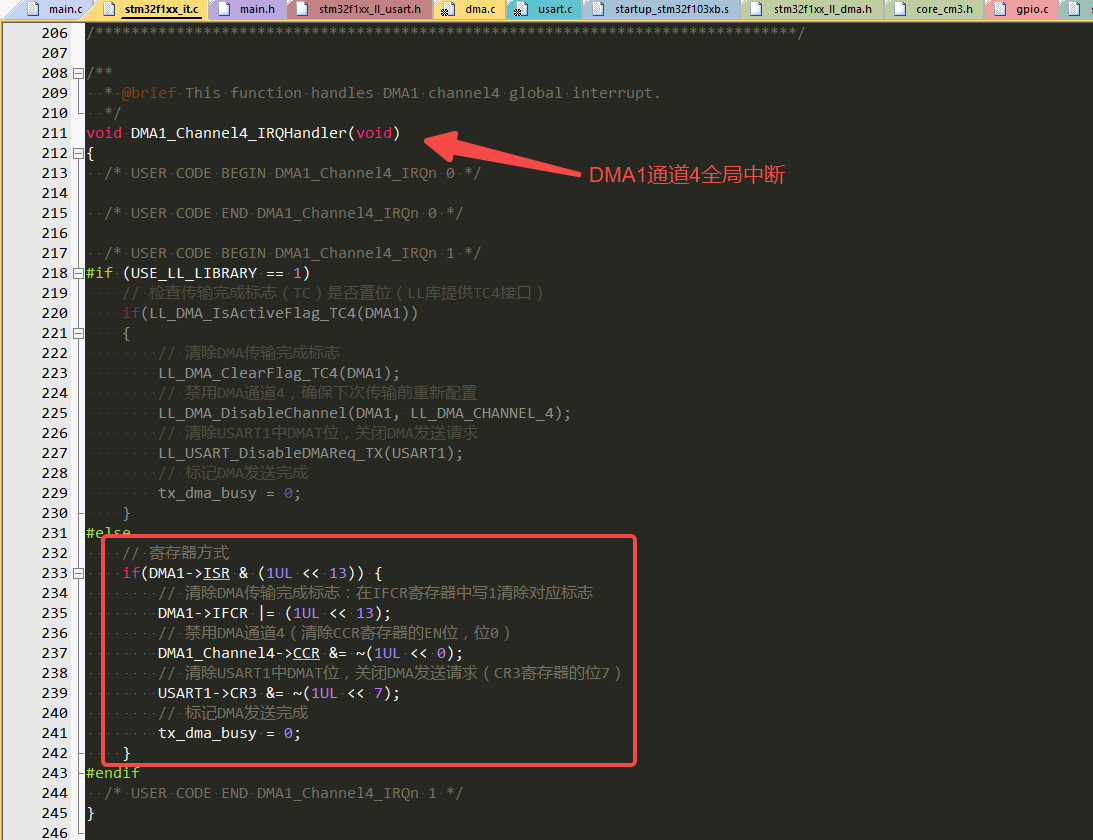 main.c stm32f1xx_it.c main.h stm32f1xx_ll_usart.h dma.c usart.c startup_stm32f103xb.s stm32f1xx_ll_dma.h core_cm3.h gpio.c
206 /******************************************************************************/
207
208 /**
209   * @brief This function handles DMA1 channel4 global interrupt.
210   */
211 void DMA1_Channel4_IRQHandler(void)
DMA1通道4全局中断
212 {
213   /* USER CODE BEGIN DMA1_Channel4_IRQn 0 */
214
215   /* USER CODE END DMA1_Channel4_IRQn 0 */
216
217   /* USER CODE BEGIN DMA1_Channel4_IRQn 1 */
218 #if (USE_LL_LIBRARY == 1)
219     // 检查传输完成标志（TC）是否置位（LL库提供TC4接口）
220     if(LL_DMA_IsActiveFlag_TC4(DMA1))
221     {
222         // 清除DMA传输完成标志
223         LL_DMA_ClearFlag_TC4(DMA1);
224         // 禁用DMA通道4，确保下次传输前重新配置
225         LL_DMA_DisableChannel(DMA1, LL_DMA_CHANNEL_4);
226         // 清除USART1中DMAT位，关闭DMA发送请求
227         LL_USART_DisableDMAReq_TX(USART1);
228         // 标记DMA发送完成
229         tx_dma_busy = 0;
230     }
231 #else
232     // 寄存器方式
233     if(DMA1->ISR & (1UL << 13)) {
234         // 清除DMA传输完成标志：在IFCR寄存器中写1清除对应标志
235         DMA1->IFCR |= (1UL << 13);
236         // 禁用DMA通道4（清除CCR寄存器的EN位，位0）
237         DMA1_Channel4->CCR &= ~(1UL << 0);
238         // 清除USART1中DMAT位，关闭DMA发送请求（CR3寄存器的位7）
239         USART1->CR3 &= ~(1UL << 7);
240         // 标记DMA发送完成
241         tx_dma_busy = 0;
242     }
243 #endif
244   /* USER CODE END DMA1_Channel4_IRQn 1 */
245 }
246